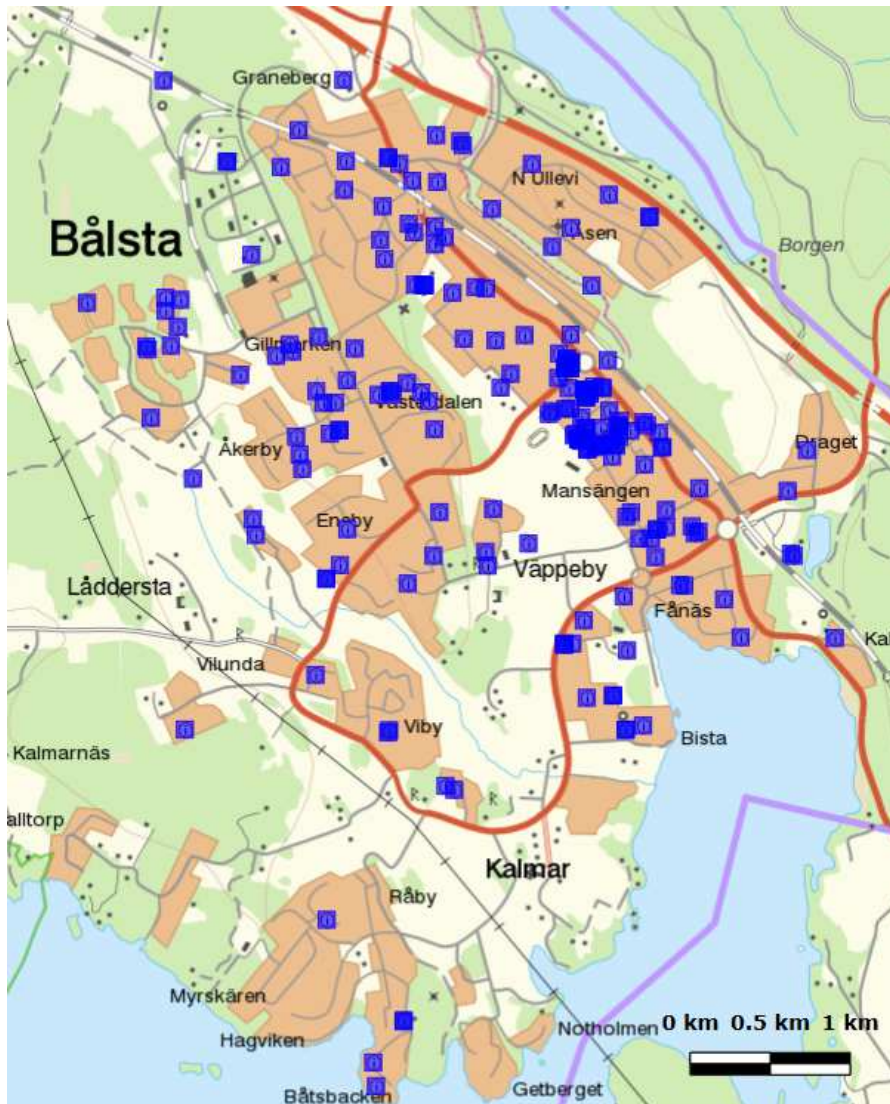 Graneberg
N Ullevi
Åsen
Bålsta
Borgen
Västerdalen
Åkerby
Draget
Mansängen
Eneby
Väppeby
Låddersta
Fånäs
Kal
Vilunda
Viby
Bista
Kalmarnäs
alltorp
Kalmar
Råby
Myrskären
Notholmen
0 km 0.5 km 1 km
Hagviken
Båtsbacken
Getberget